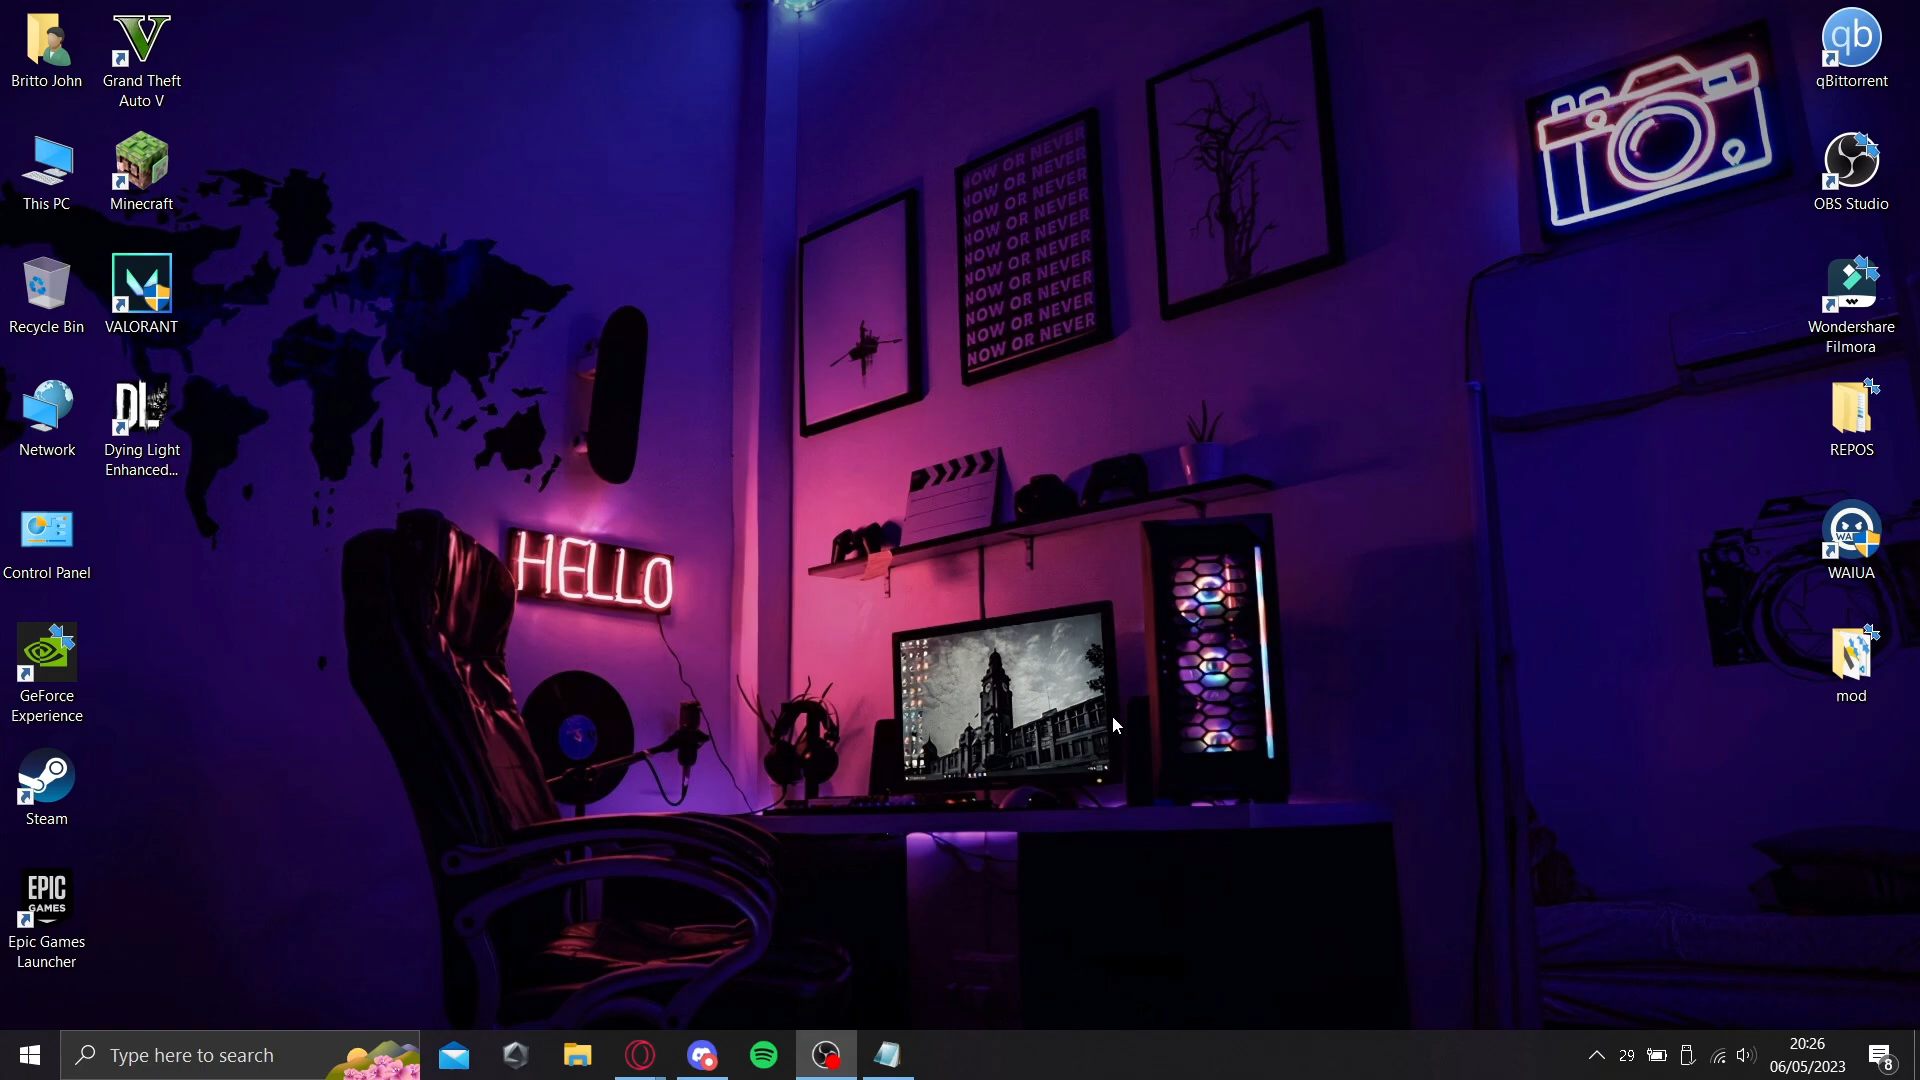 Britto John
Grand Theft
Auto V
This PC
Minecraft
Recycle Bin
VALORANT
Network
DL
Dying Light
Enhanced...
Control Panel
GeForce
Experience
Steam
EPIC
GAMES
Epic Games
Launcher
HELLO
NOW OR NEVER
NOW OR NEVER
NOW OR NEVER
NOW OR NEVER
NOW OR NEVER
NOW OR NEVER
NOW OR NEVER
NOW OR NEVER
NOW OR NEVER
NOW OR NEVER
qb
qBittorrent
OBS Studio
Wondershare
Filmora
REPOS
WAIUA
mod
Type here to search
29
20:26
06/05/2023
8